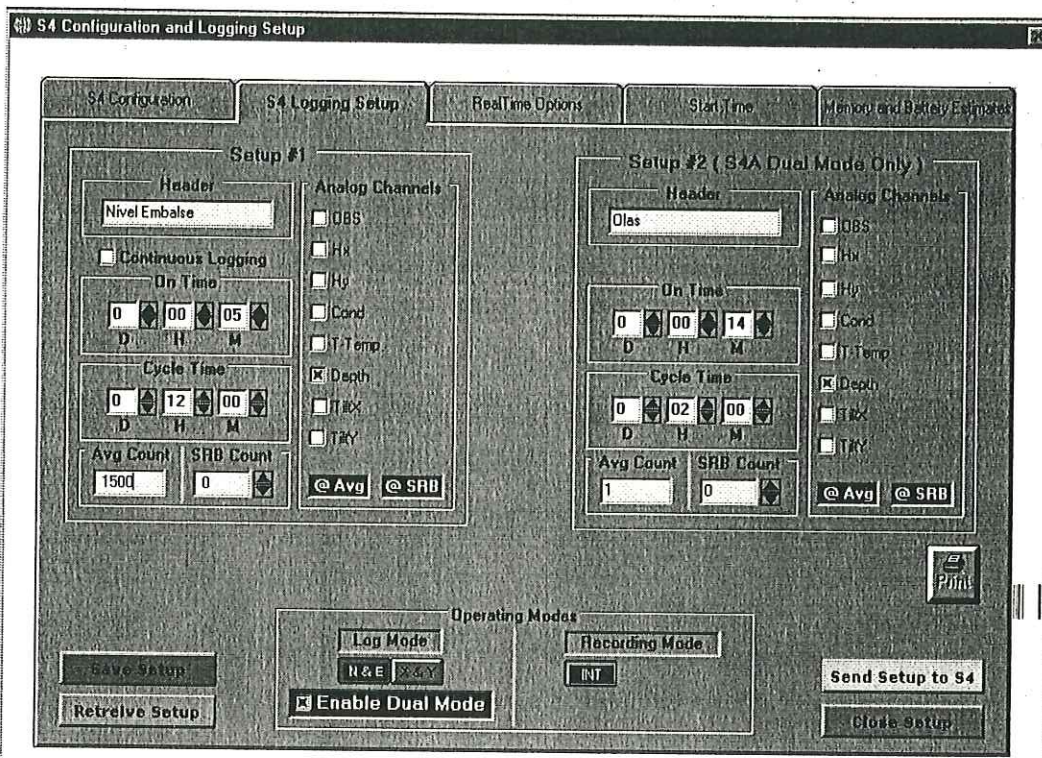 S4 Configuration and Logging Setup
S4 Configuration
S4 Logging Setup
RealTime Options
Start Time
Memory and Battery Estimates
Setup #1
Header
Nivel Embalse
Continuous Logging
On Time
0 00 05
D H M
Cycle Time
0 12 00
D H M
Avg Count
1500
SRB Count
0
Analog Channels
OBS
Hx
Hy
Cond
T-Temp
Depth
TiltX
TiltY
@ Avg @ SRB
Setup #2 ( S4A Dual Mode Only )
Header
Olas
On Time
0 00 14
D H M
Cycle Time
0 02 00
D H M
Avg Count
1
SRB Count
0
Analog Channels
OBS
Hx
Hy
Cond
T-Temp
Depth
TiltX
TiltY
@ Avg @ SRB
Print
Operating Modes
Log Mode
N & E X & Y
Enable Dual Mode
Recording Mode
INT
Save Setup
Retreive Setup
Send Setup to S4
Close Setup